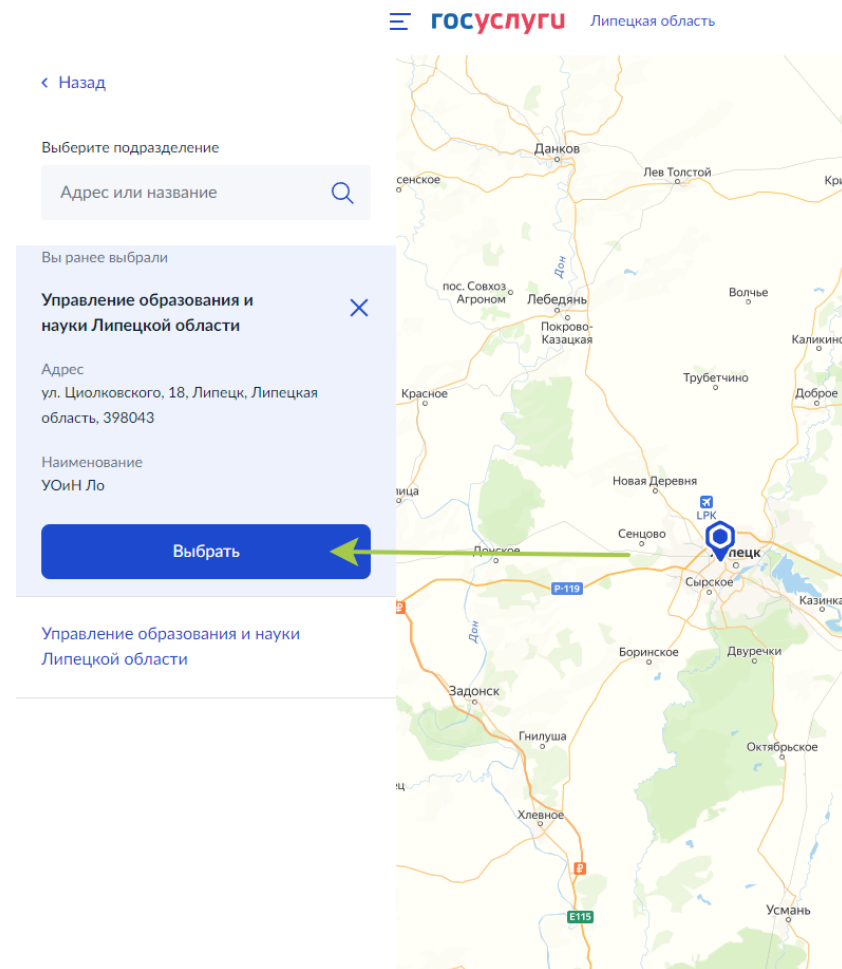 госуслуги
Липецкая область
Назад
Выберите подразделение
Адрес или название
Вы ранее выбрали
Управление образования и
науки Липецкой области
Адрес
ул. Циолковского, 18, Липецк, Липецкая
область, 398043
Наименование
УОиН Ло
Выбрать
Управление образования и науки
Липецкой области
Данков
Лев Толстой
Дон
пос. Совхоз
Агроном
Лебедянь
Волчье
Покрово-
Казацкая
Трубетчино
Красное
Доброе
Новая Деревня
LPK
Сенцово
Донское
Сырское
Р-119
Казинка
Дон
Боринское
Двуречки
Задонск
Гнилуша
Октябрьское
Хлевное
Усмань
E115